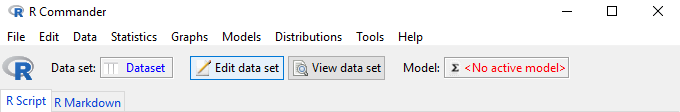 R R Commander
File Edit Data Statistics Graphs Models Distributions Tools Help
R Data set: Dataset Edit data set View data set Model: Σ <No active model>
R Script R Markdown